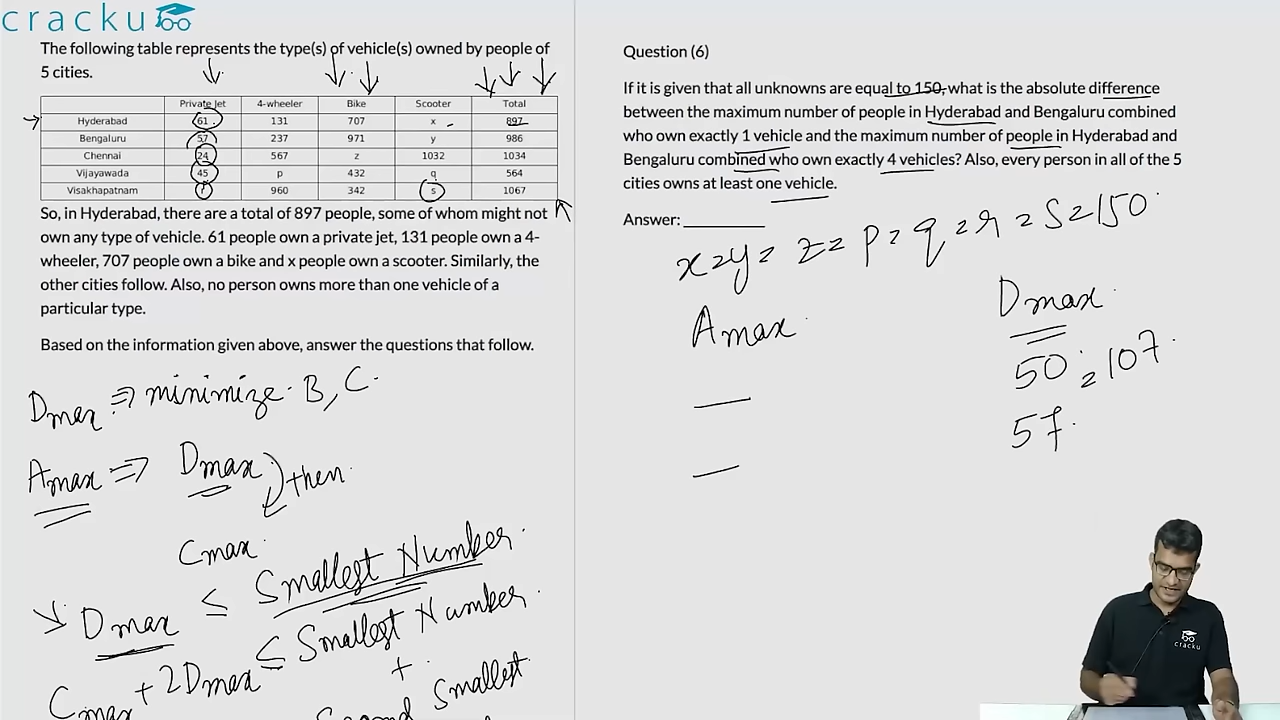 cracku
The following table represents the type(s) of vehicle(s) owned by people of
5 cities.
Private Jet 4-wheeler Bike Scooter Total
Hyderabad 61 131 707 x 897
Bengaluru 57 237 971 y 986
Chennai 24 567 z 1032 1034
Vijayawada 45 p 432 q 564
Visakhapatnam r 960 342 s 1067
So, in Hyderabad, there are a total of 897 people, some of whom might not
own any type of vehicle. 61 people own a private jet, 131 people own a 4-
wheeler, 707 people own a bike and x people own a scooter. Similarly, the
other cities follow. Also, no person owns more than one vehicle of a
particular type.
Based on the information given above, answer the questions that follow.
Dmax ⇒ minimize B, C.
Amax ⇒ Dmax then
Cmax
Dmax ≤ Smallest Number.
Cmax + 2Dmax ≤ Smallest Number
+
Second Smallest
Question (6)
If it is given that all unknowns are equal to 150, what is the absolute difference
between the maximum number of people in Hyderabad and Bengaluru combined
who own exactly 1 vehicle and the maximum number of people in Hyderabad and
Bengaluru combined who own exactly 4 vehicles? Also, every person in all of the 5
cities owns at least one vehicle.
Answer: __________
x=y= z= p= q=r=s=150
Amax Dmax
50 = 107
57
cracku